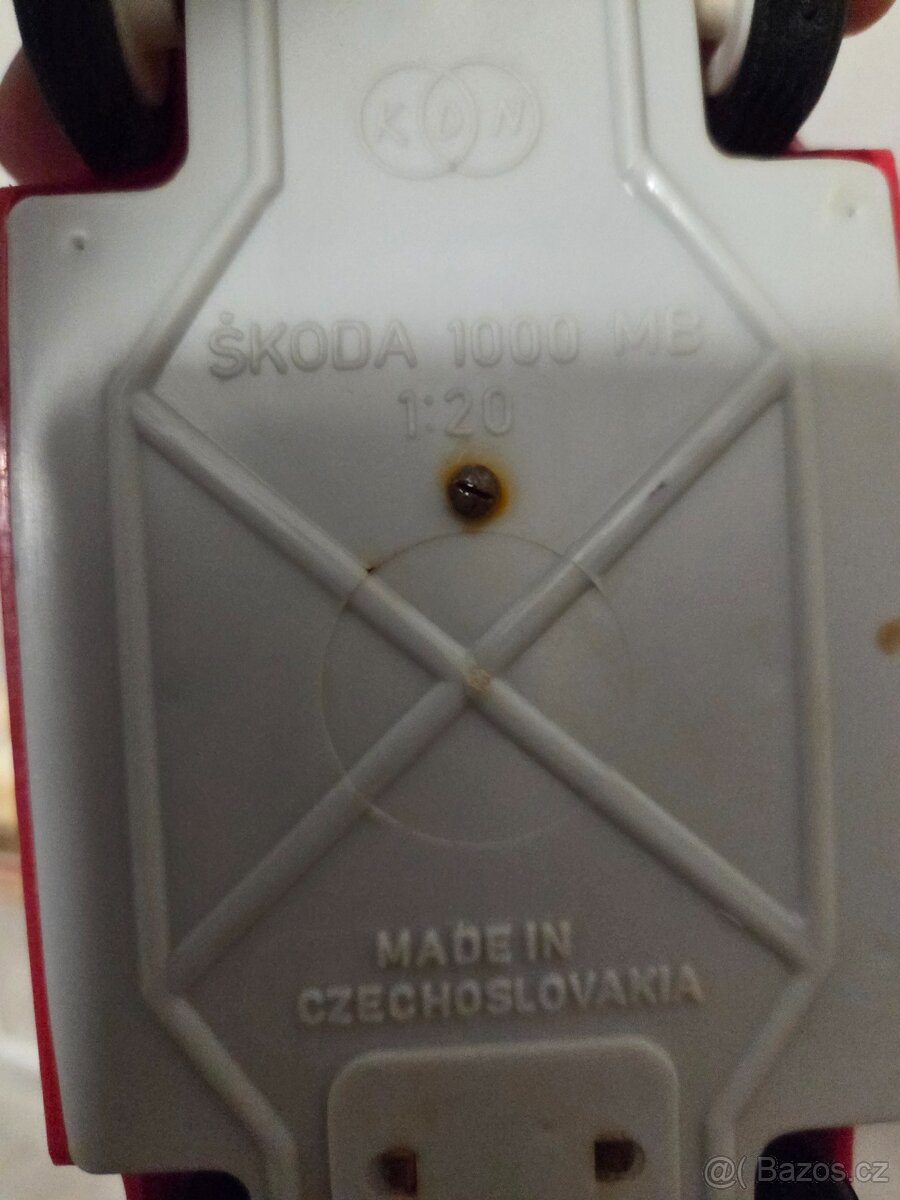 KDN
ŠKODA 1000 MB
1:20
MADE IN
CZECHOSLOVAKIA
@( Bazos.cz